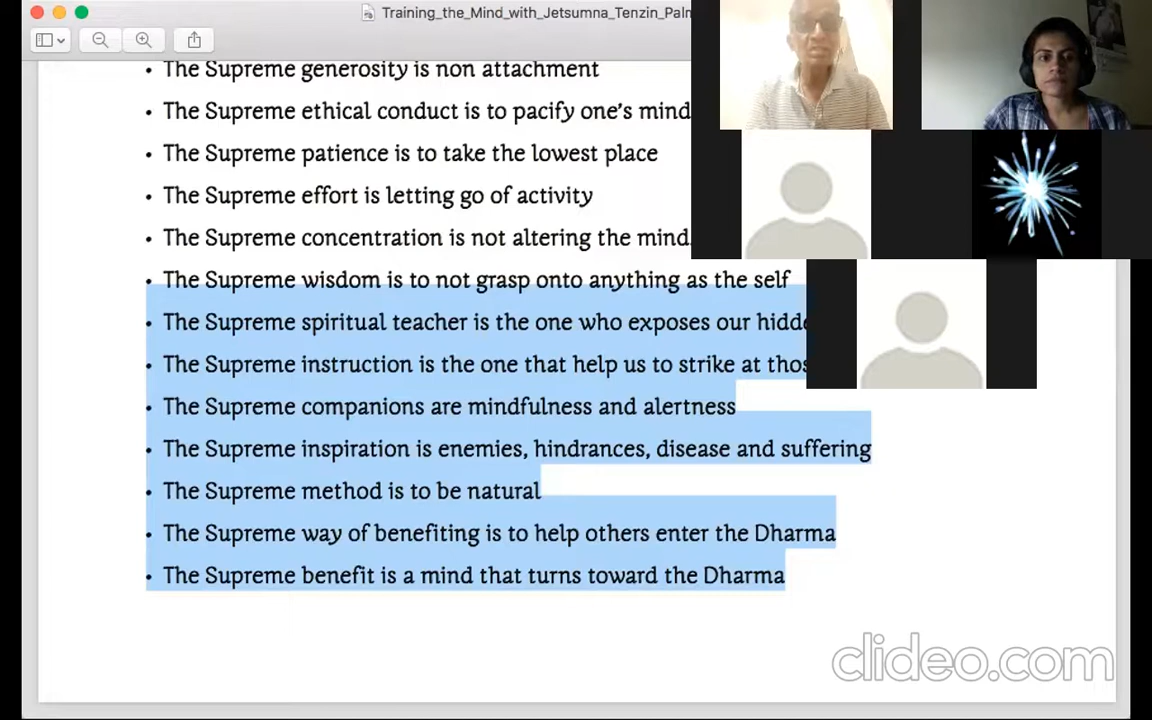 Training_the_Mind_with_Jetsumna_Tenzin_Paln
• The Supreme generosity is non attachment
• The Supreme ethical conduct is to pacify one's mind
• The Supreme patience is to take the lowest place
• The Supreme effort is letting go of activity
• The Supreme concentration is not altering the mind.
• The Supreme wisdom is to not grasp onto anything as the self
• The Supreme spiritual teacher is the one who exposes our hidde
• The Supreme instruction is the one that help us to strike at thos
• The Supreme companions are mindfulness and alertness
• The Supreme inspiration is enemies, hindrances, disease and suffering
• The Supreme method is to be natural
• The Supreme way of benefiting is to help others enter the Dharma
• The Supreme benefit is a mind that turns toward the Dharma
clideo.com